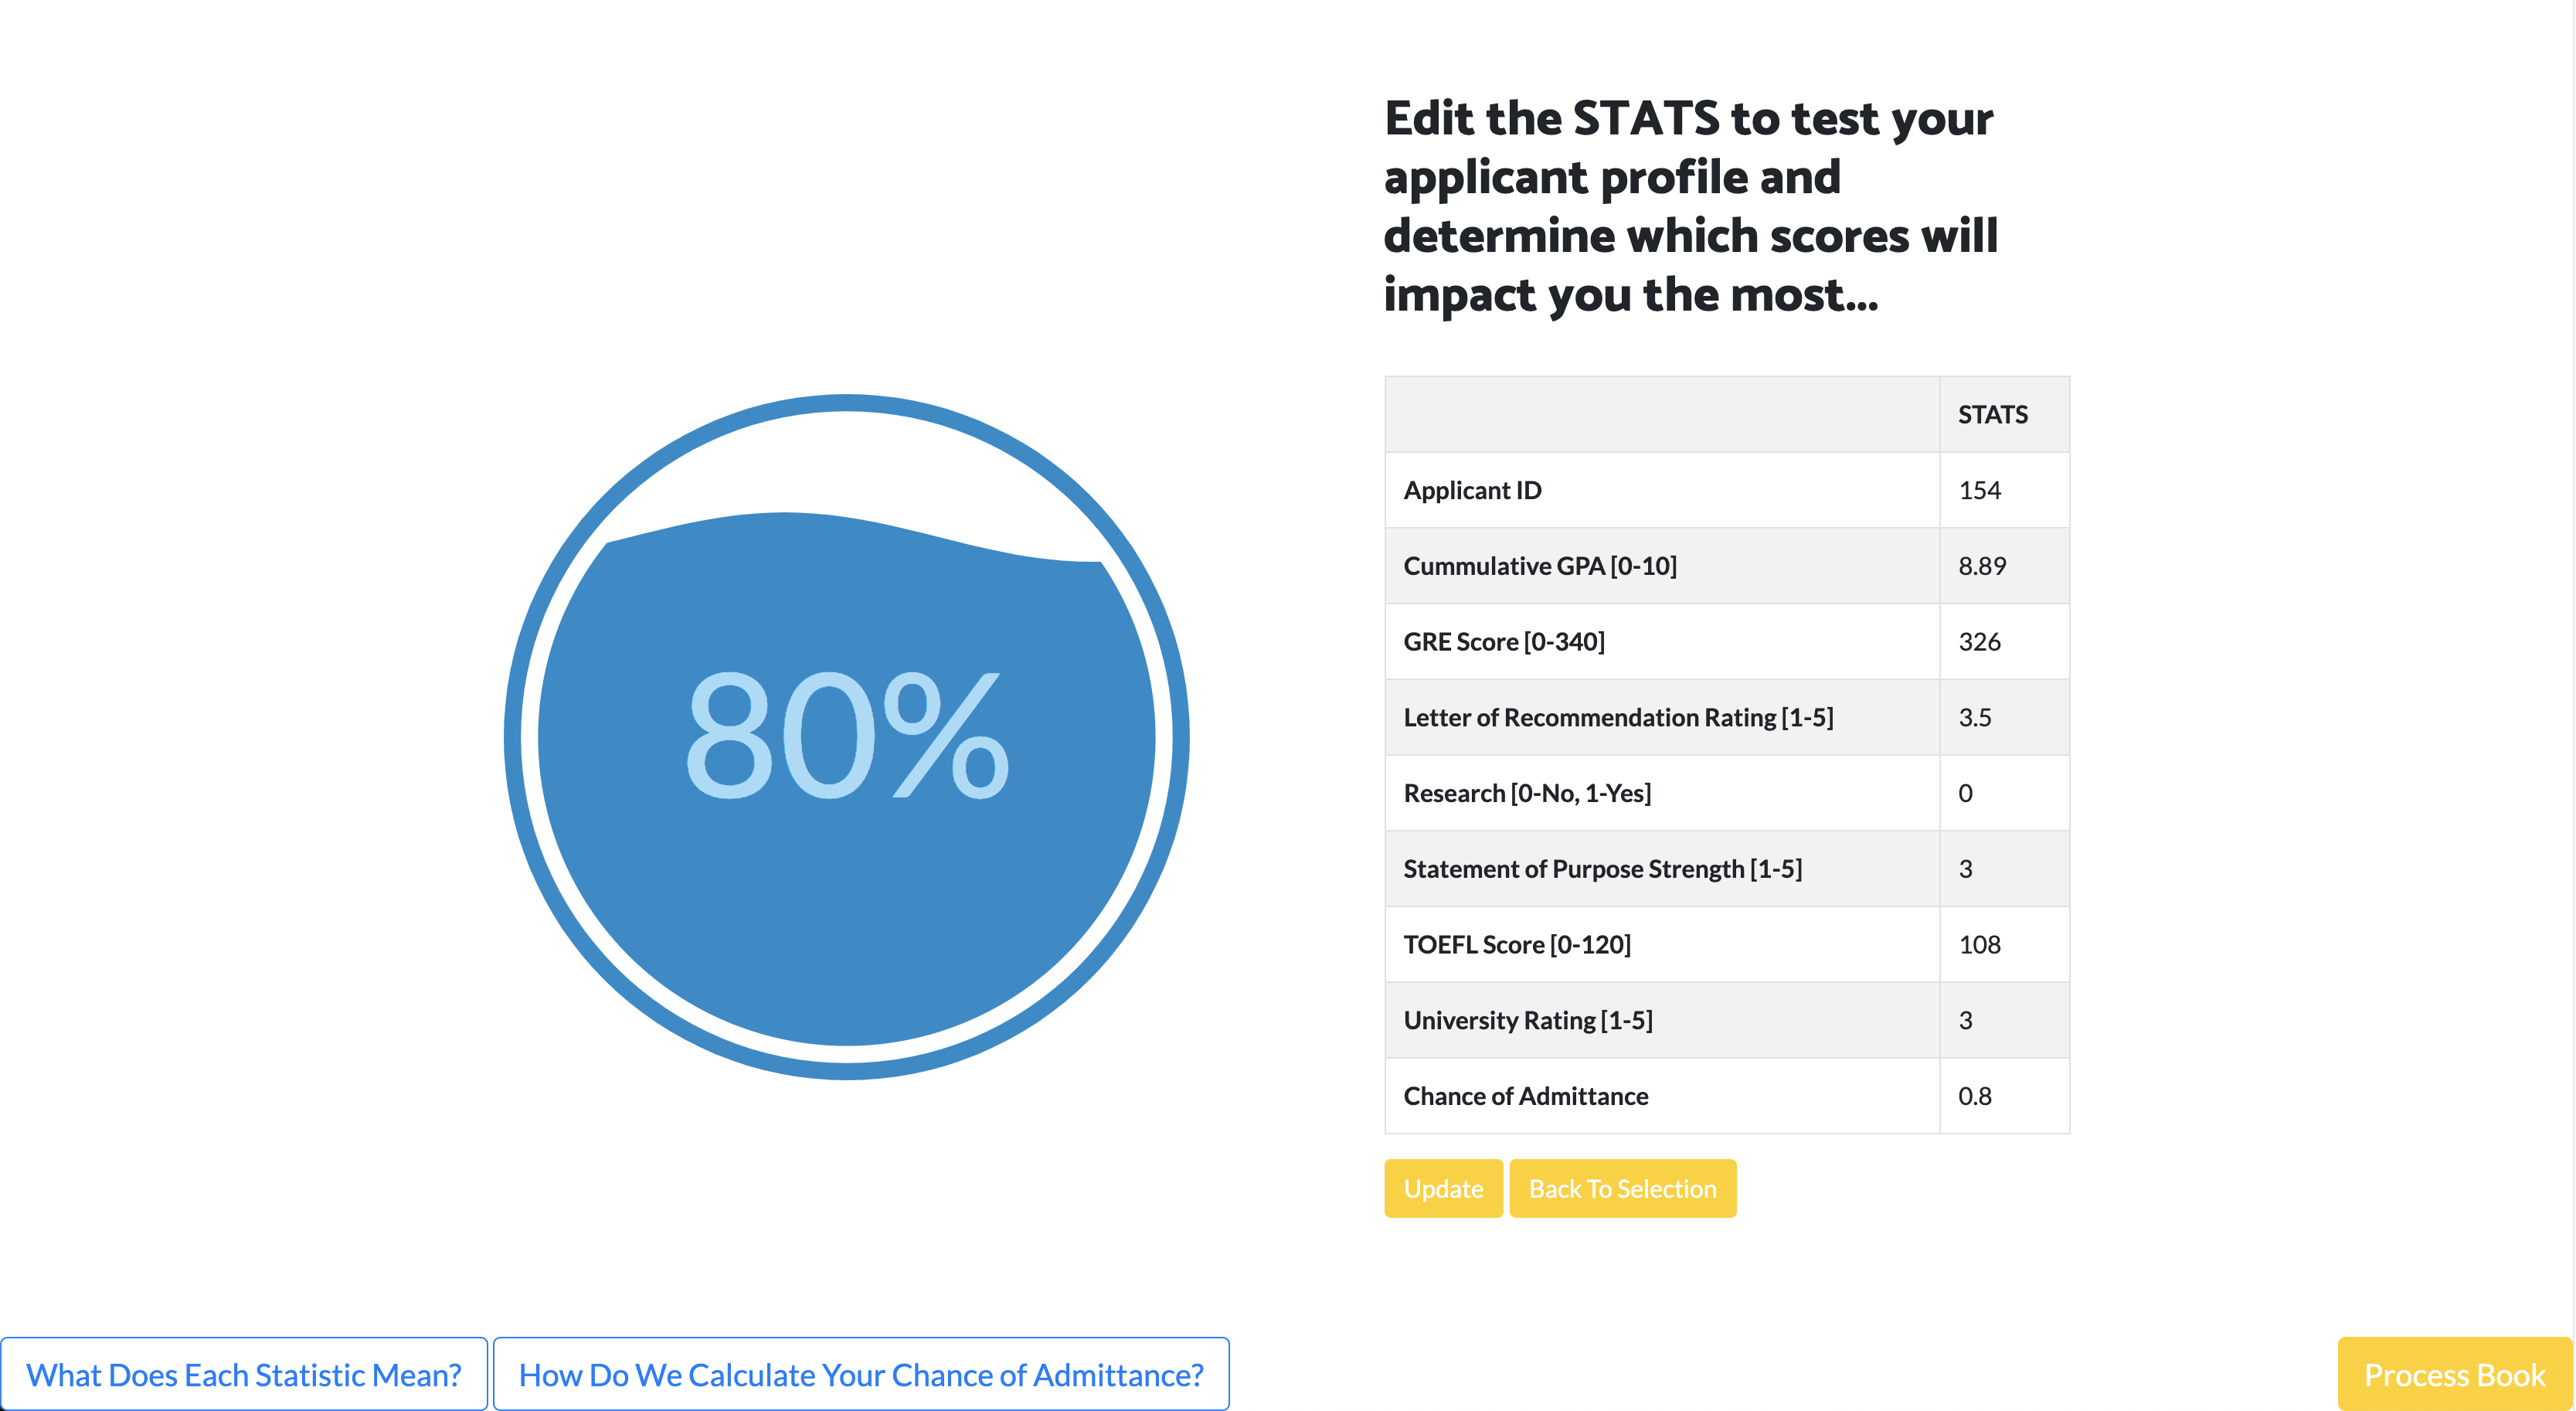 Edit the STATS to test your
applicant profile and
determine which scores will
impact you the most...
80%
STATS
Applicant ID 154
Cummulative GPA [0-10] 8.89
GRE Score [0-340] 326
Letter of Recommendation Rating [1-5] 3.5
Research [0-No, 1-Yes] 0
Statement of Purpose Strength [1-5] 3
TOEFL Score [0-120] 108
University Rating [1-5] 3
Chance of Admittance 0.8
Update Back To Selection
What Does Each Statistic Mean? How Do We Calculate Your Chance of Admittance? Process Book